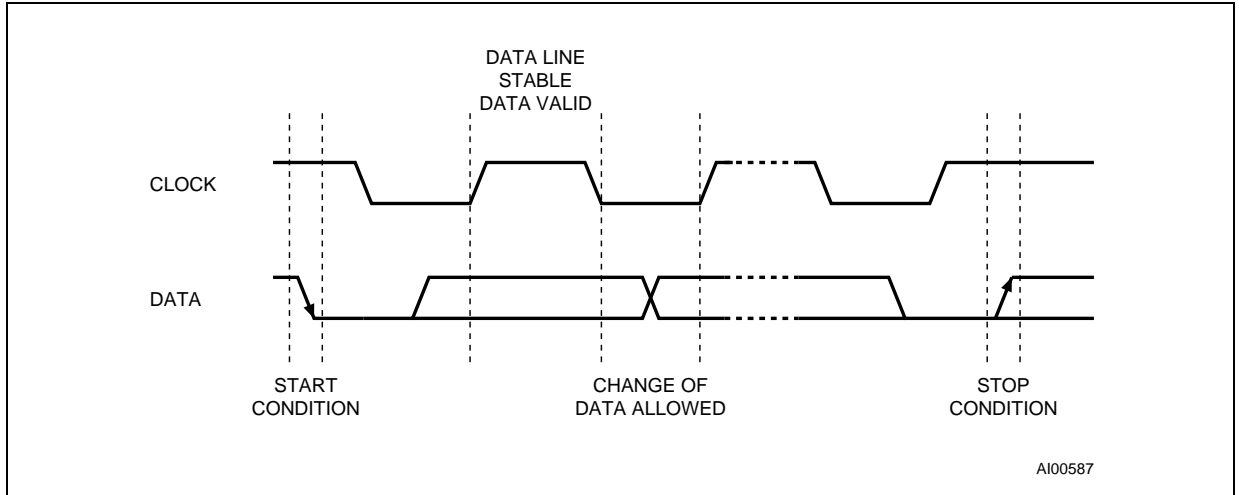 DATA LINE
STABLE
DATA VALID
CLOCK
DATA
START
CONDITION
CHANGE OF
DATA ALLOWED
STOP
CONDITION
AI00587